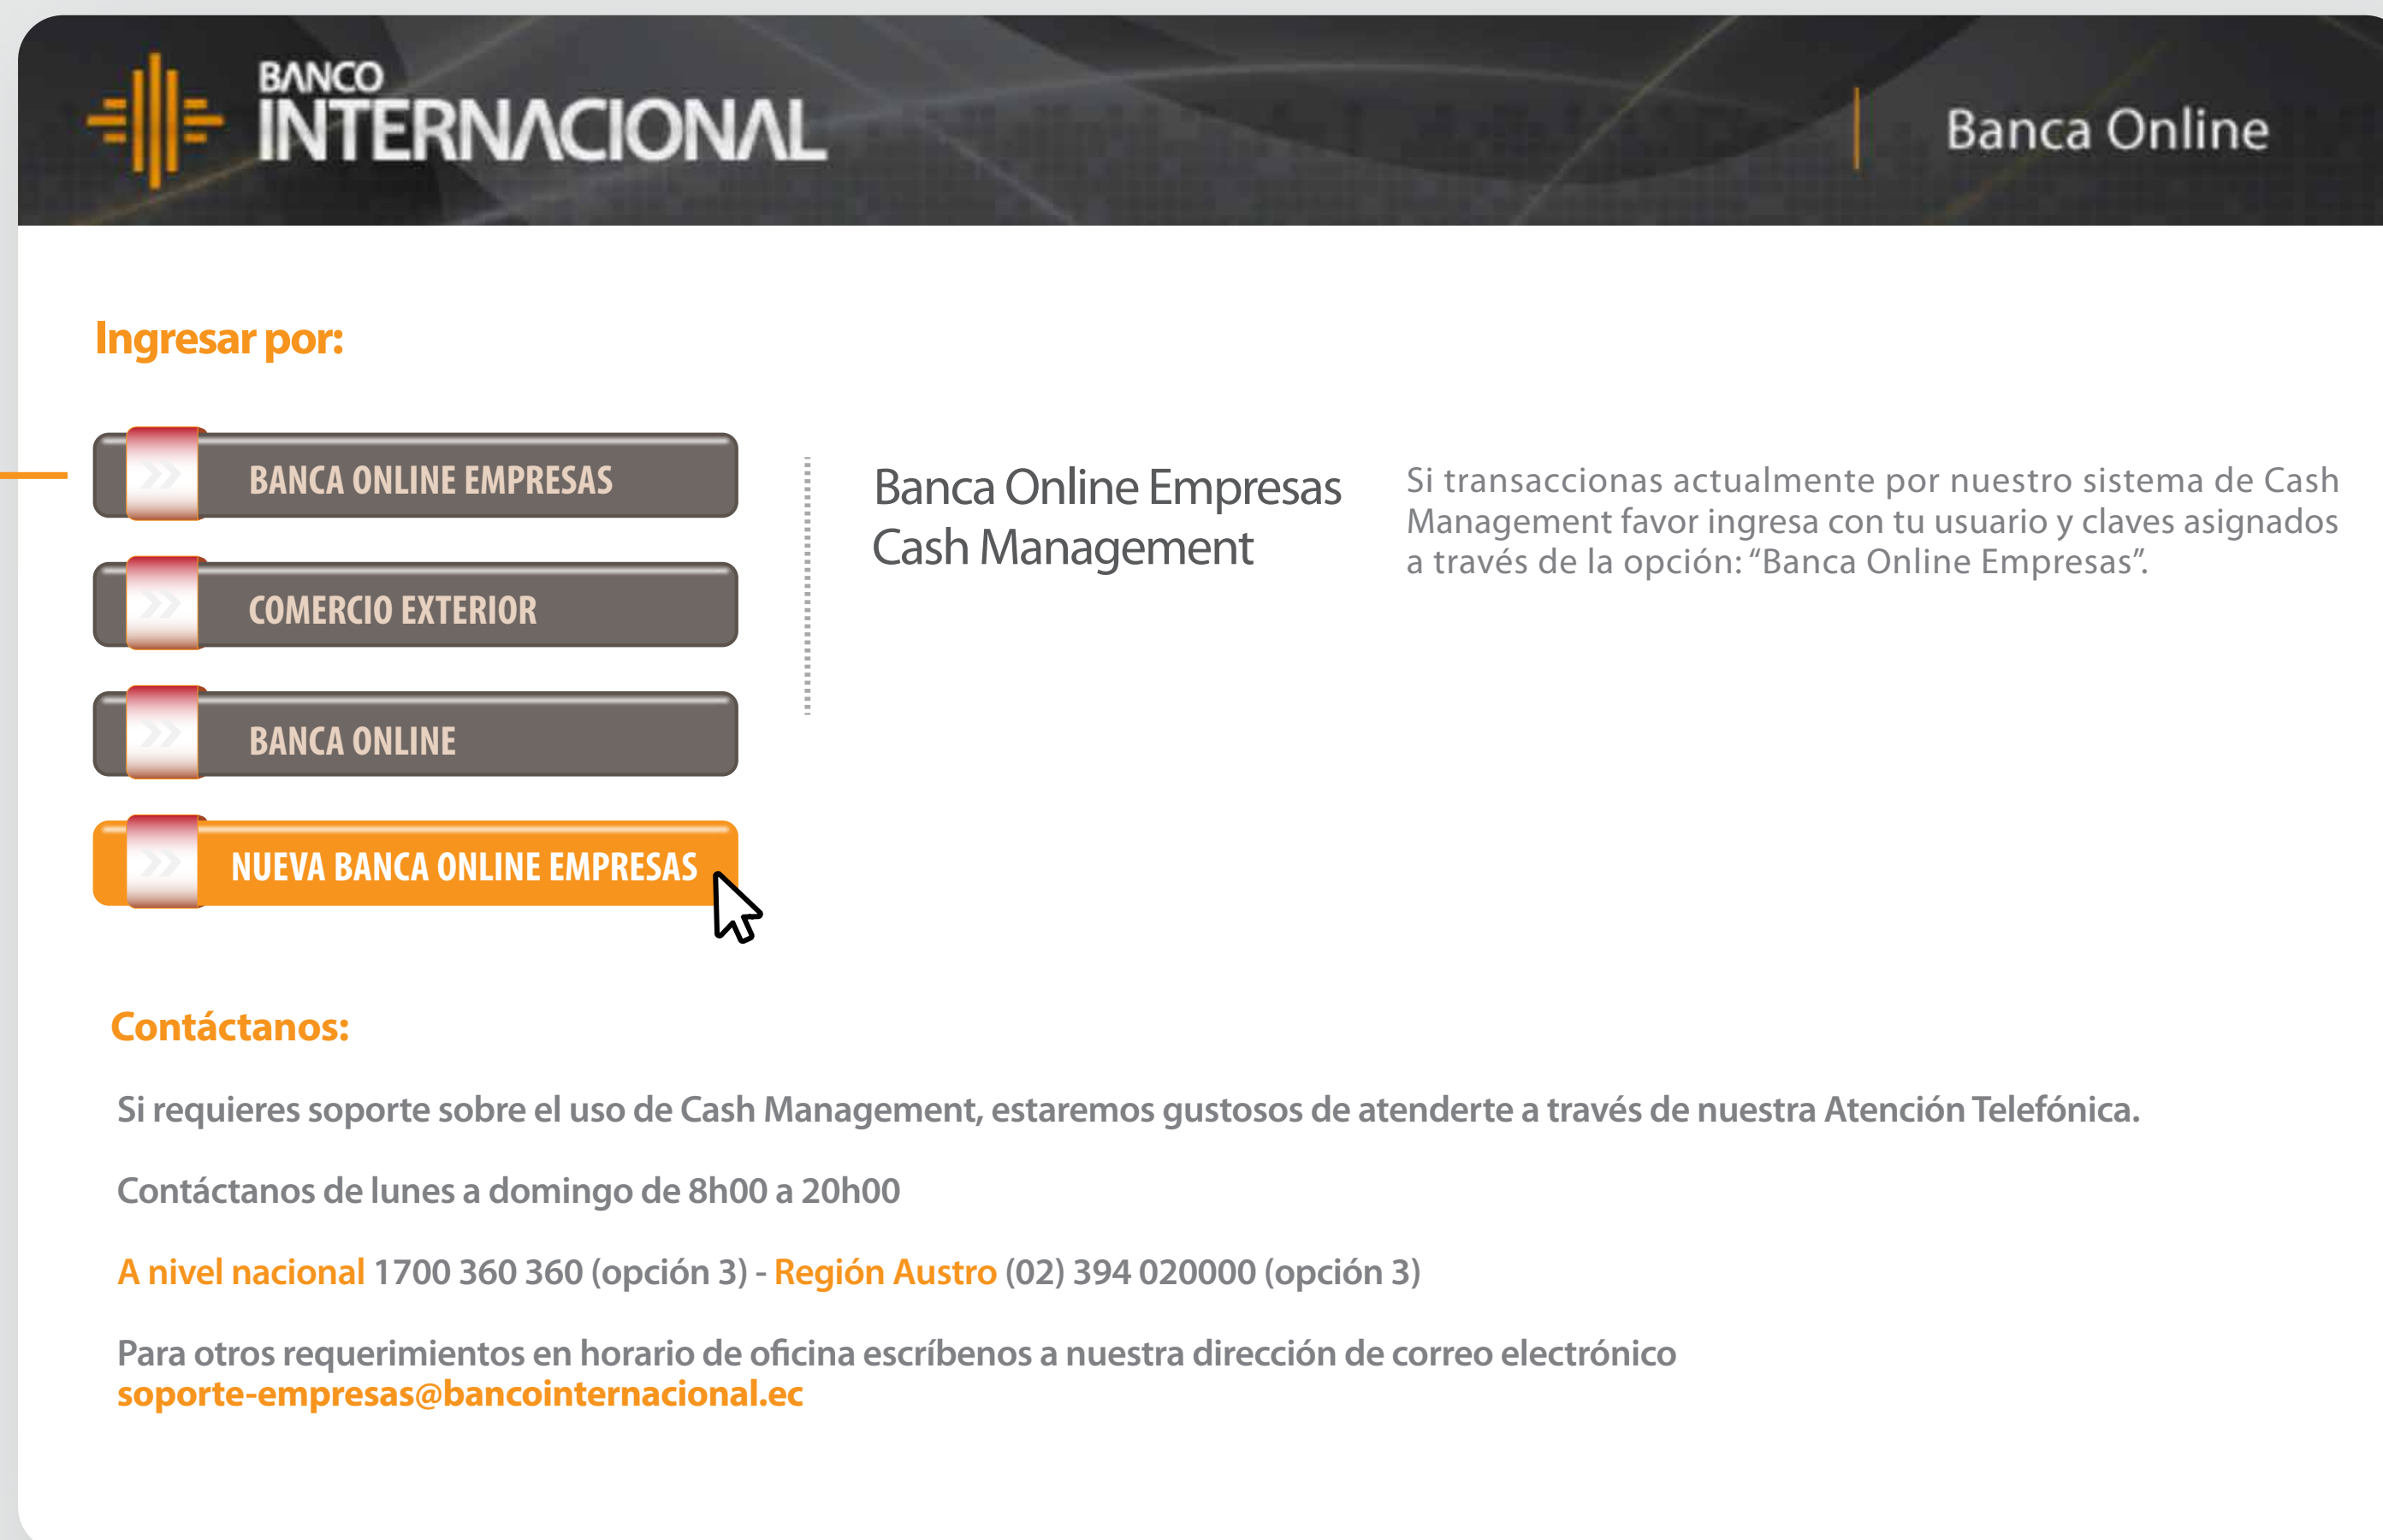 BANCO
INTERNACIONAL
Banca Online
Ingresar por:
BANCA ONLINE EMPRESAS
COMERCIO EXTERIOR
BANCA ONLINE
NUEVA BANCA ONLINE EMPRESAS
Banca Online Empresas
Cash Management
Si transaccionas actualmente por nuestro sistema de Cash
Management favor ingresa con tu usuario y claves asignados
a través de la opción: “Banca Online Empresas”.
Contáctanos:
Si requieres soporte sobre el uso de Cash Management, estaremos gustosos de atenderte a través de nuestra Atención Telefónica.
Contáctanos de lunes a domingo de 8h00 a 20h00
A nivel nacional 1700 360 360 (opción 3) - Región Austro (02) 394 020000 (opción 3)
Para otros requerimientos en horario de oficina escríbenos a nuestra dirección de correo electrónico
soporte-empresas@bancointernacional.ec